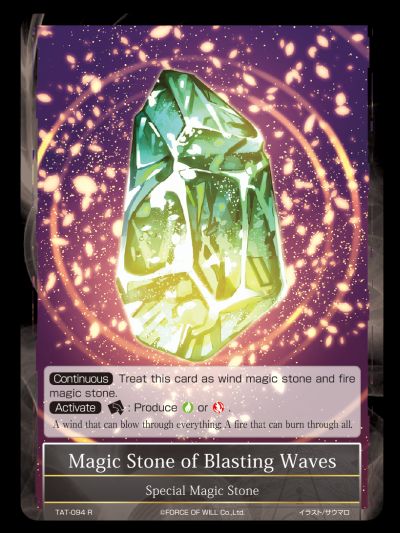 Continuous Treat this card as wind magic stone and fire
magic stone.
Activate : Produce or .
A wind that can blow through everything; A fire that can burn through all.
Magic Stone of Blasting Waves
Special Magic Stone
TAT-094 R ©FORCE OF WILL Co.,Ltd. イラスト/サウマロ